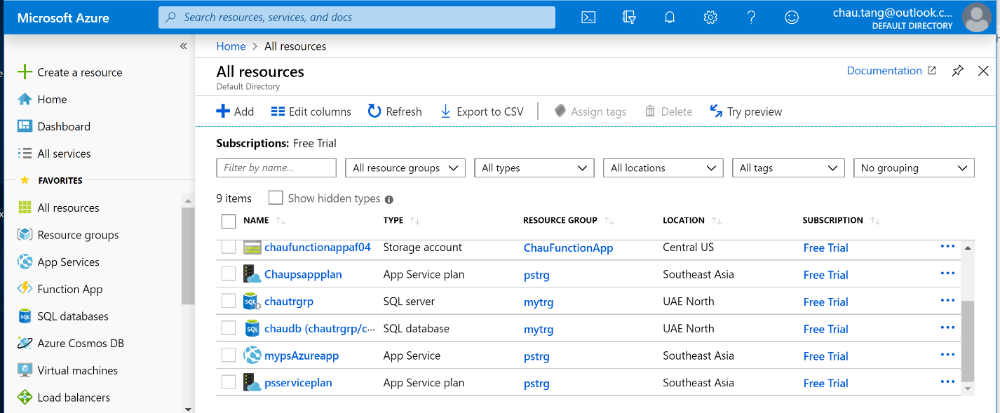 Microsoft Azure
Search resources, services, and docs
chau.tang@outlook.c...
DEFAULT DIRECTORY
Create a resource
Home
Dashboard
All services
FAVORITES
All resources
Resource groups
App Services
Function App
SQL databases
Azure Cosmos DB
Virtual machines
Load balancers
Home > All resources
All resources
Default Directory
Documentation
Add Edit columns Refresh Export to CSV Assign tags Delete Try preview
Subscriptions: Free Trial
Filter by name... All resource groups All types All locations All tags No grouping
9 items Show hidden types
NAME TYPE RESOURCE GROUP LOCATION SUBSCRIPTION
chaufunctionappaf04 Storage account ChauFunctionApp Central US Free Trial
Chaupsappplan App Service plan pstrg Southeast Asia Free Trial
chautrgrp SQL server mytrg UAE North Free Trial
chaudb (chautrgrp/c... SQL database mytrg UAE North Free Trial
mypsAzureapp App Service pstrg Southeast Asia Free Trial
psserviceplan App Service plan pstrg Southeast Asia Free Trial